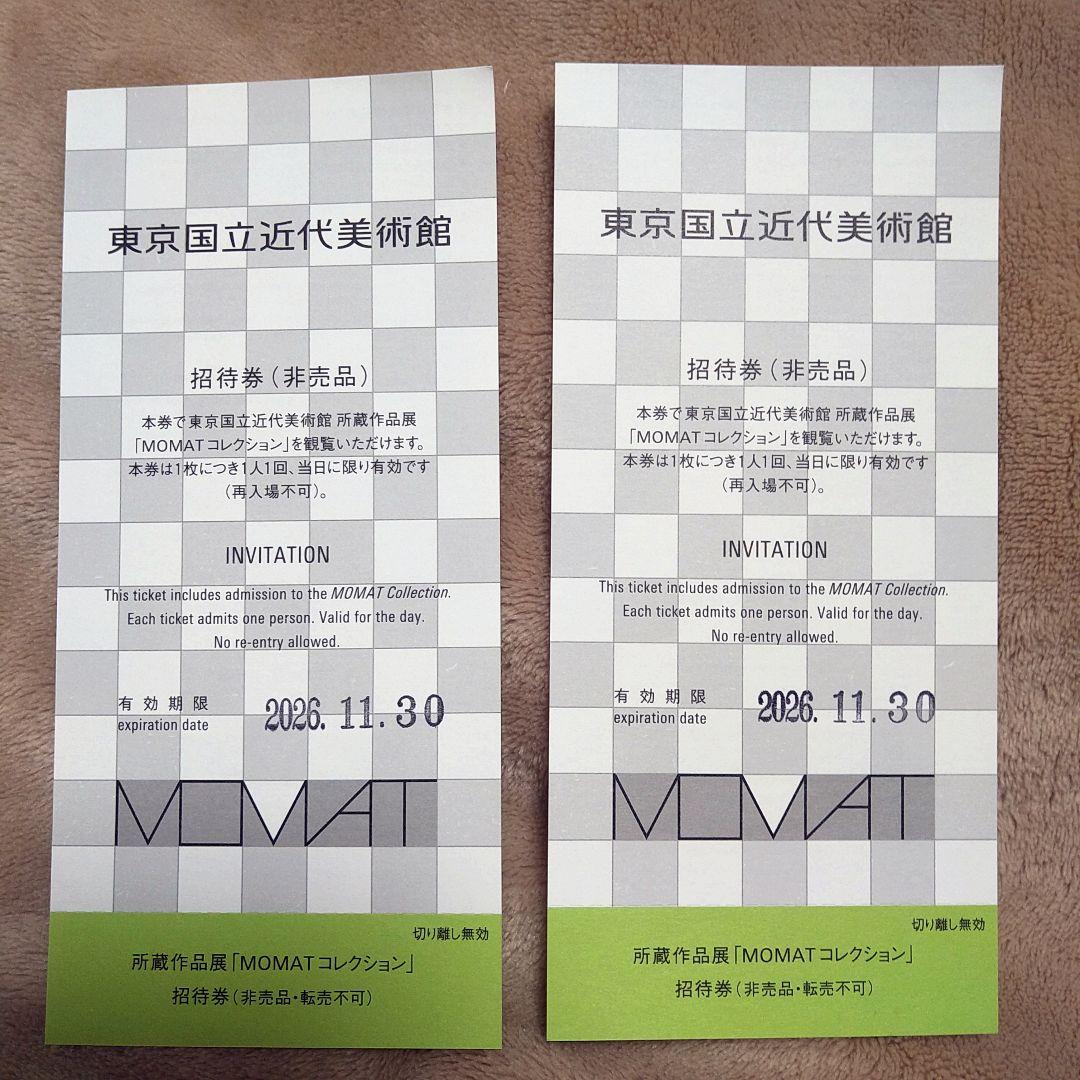 東京国立近代美術館
招待券（非売品）
本券で東京国立近代美術館 所蔵作品展
「MOMATコレクション」を観覧いただけます。
本券は1枚につき1人1回、当日に限り有効です
（再入場不可）。
INVITATION
This ticket includes admission to the MOMAT Collection.
Each ticket admits one person. Valid for the day.
No re-entry allowed.
有効期限
expiration date
2026. 11. 30
MOMAT
切り離し無効
所蔵作品展「MOMATコレクション」
招待券（非売品・転売不可）
東京国立近代美術館
招待券（非売品）
本券で東京国立近代美術館 所蔵作品展
「MOMATコレクション」を観覧いただけます。
本券は1枚につき1人1回、当日に限り有効です
（再入場不可）。
INVITATION
This ticket includes admission to the MOMAT Collection.
Each ticket admits one person. Valid for the day.
No re-entry allowed.
有効期限
expiration date
2026. 11. 30
MOMAT
切り離し無効
所蔵作品展「MOMATコレクション」
招待券（非売品・転売不可）